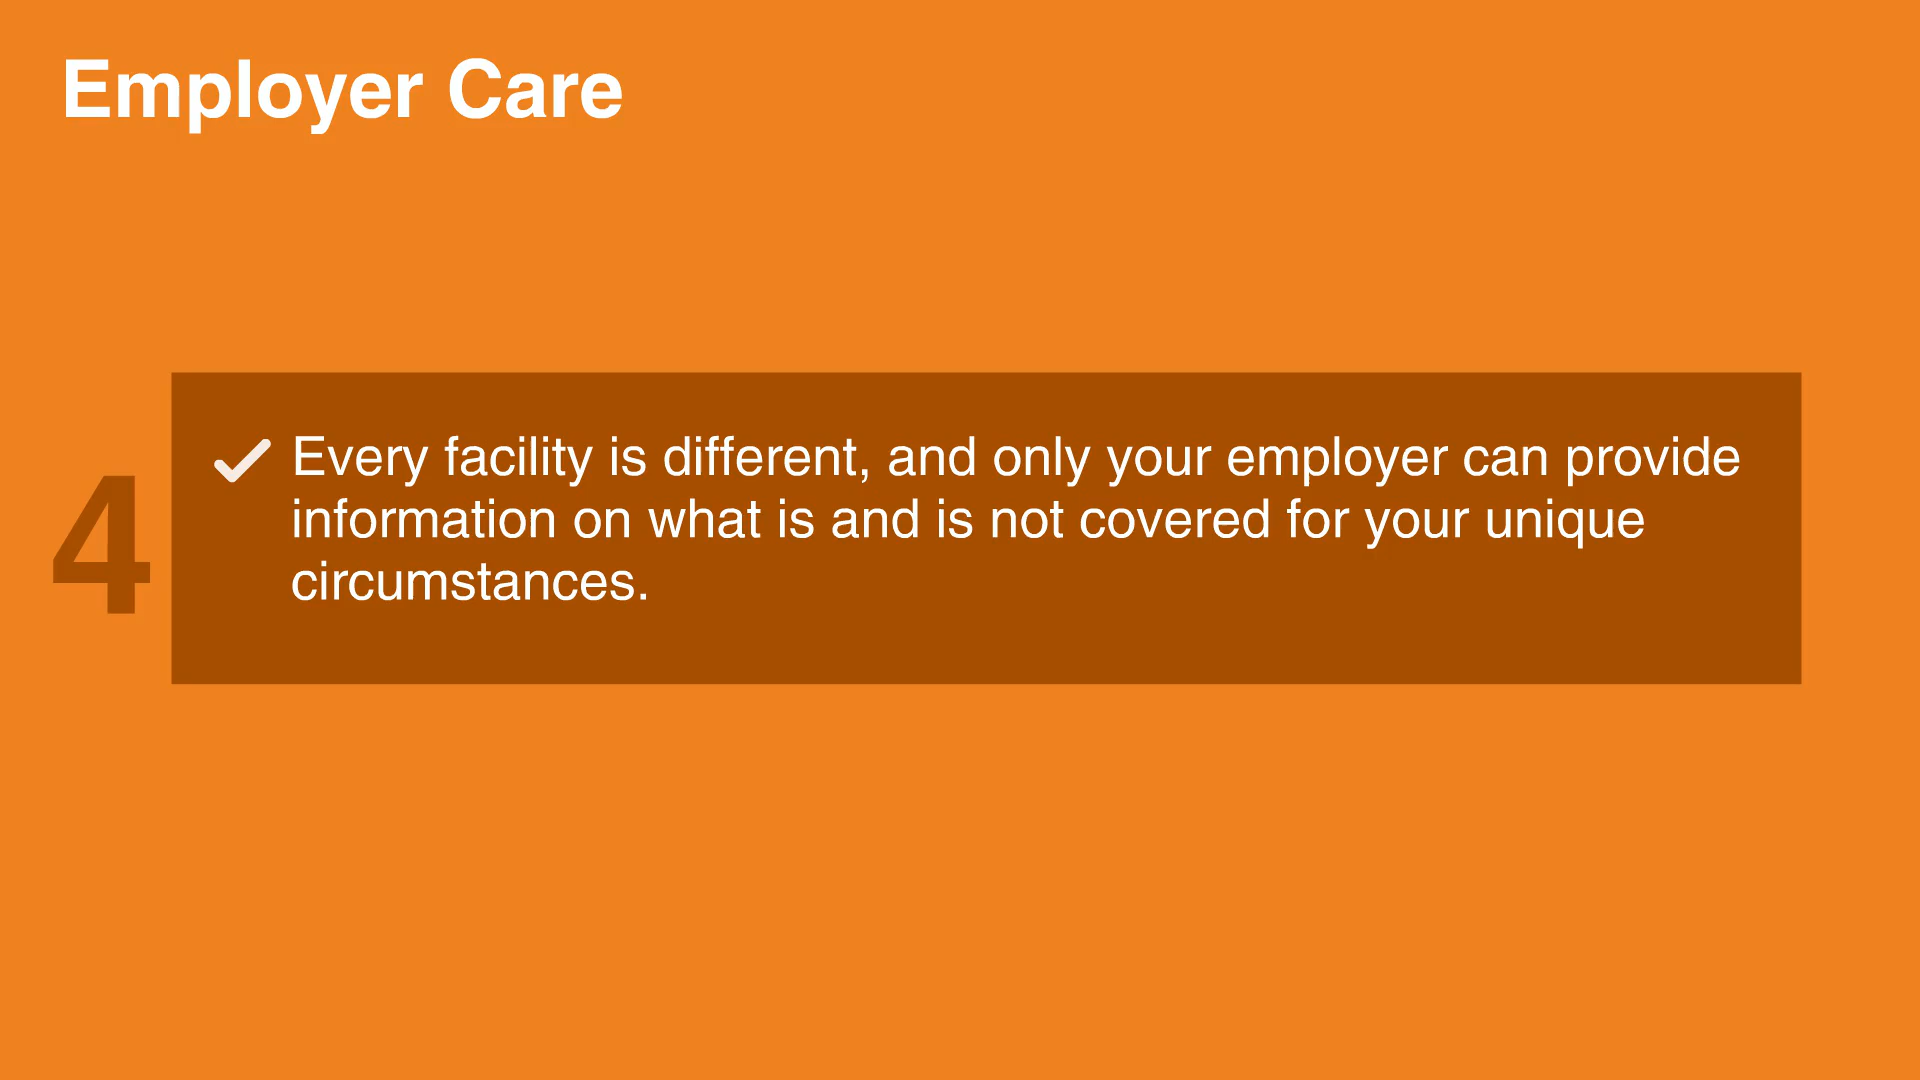 Employer Care
4
Every facility is different, and only your employer can provide
information on what is and is not covered for your unique
circumstances.